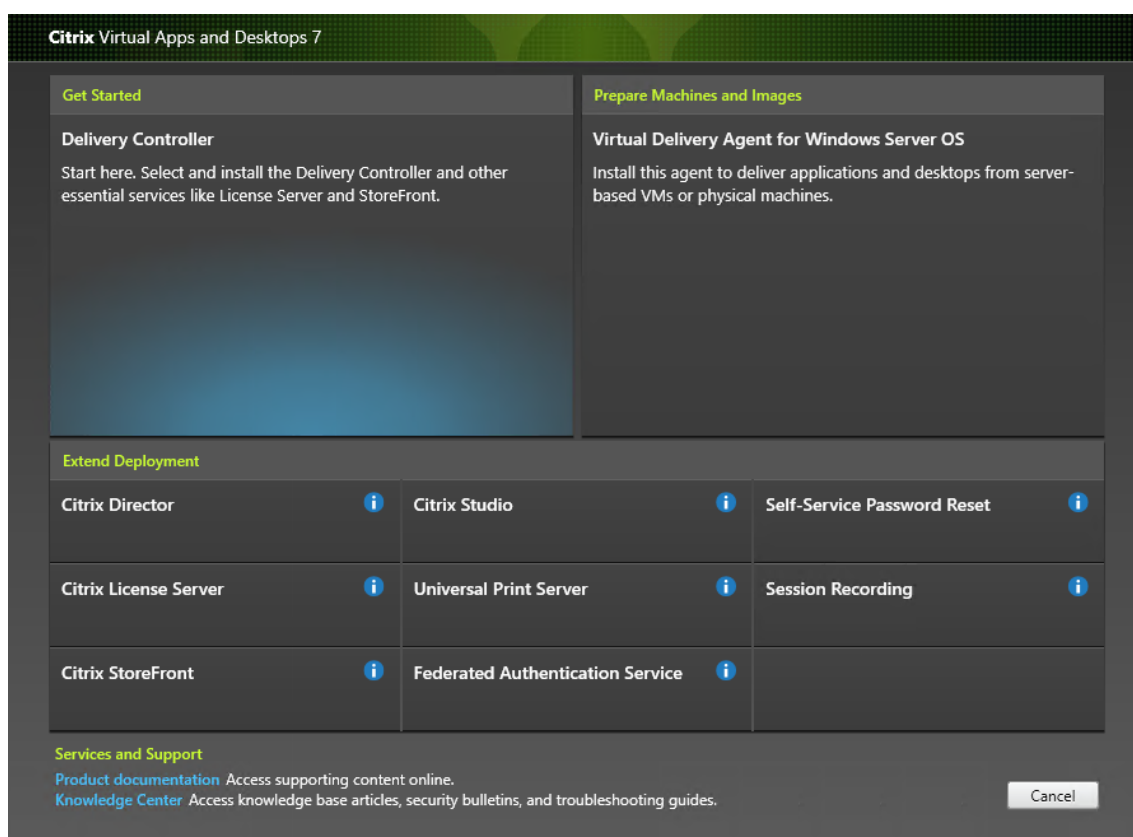 Citrix Virtual Apps and Desktops 7
Get Started
Delivery Controller
Start here. Select and install the Delivery Controller and other
essential services like License Server and StoreFront.
Prepare Machines and Images
Virtual Delivery Agent for Windows Server OS
Install this agent to deliver applications and desktops from server-
based VMs or physical machines.
Extend Deployment
Citrix Director
Citrix Studio
Self-Service Password Reset
Citrix License Server
Universal Print Server
Session Recording
Citrix StoreFront
Federated Authentication Service
Services and Support
Product documentation Access supporting content online.
Knowledge Center Access knowledge base articles, security bulletins, and troubleshooting guides.
Cancel